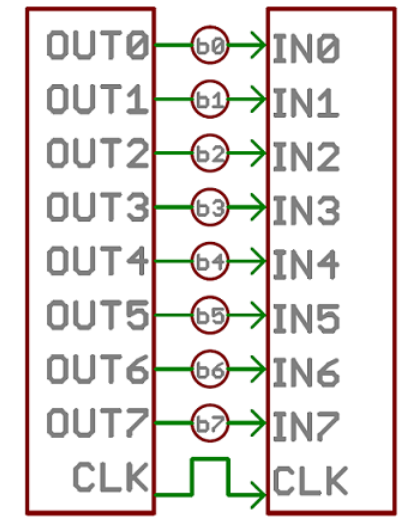 OUT0 b0 IN0
OUT1 b1 IN1
OUT2 b2 IN2
OUT3 b3 IN3
OUT4 b4 IN4
OUT5 b5 IN5
OUT6 b6 IN6
OUT7 b7 IN7
CLK CLK